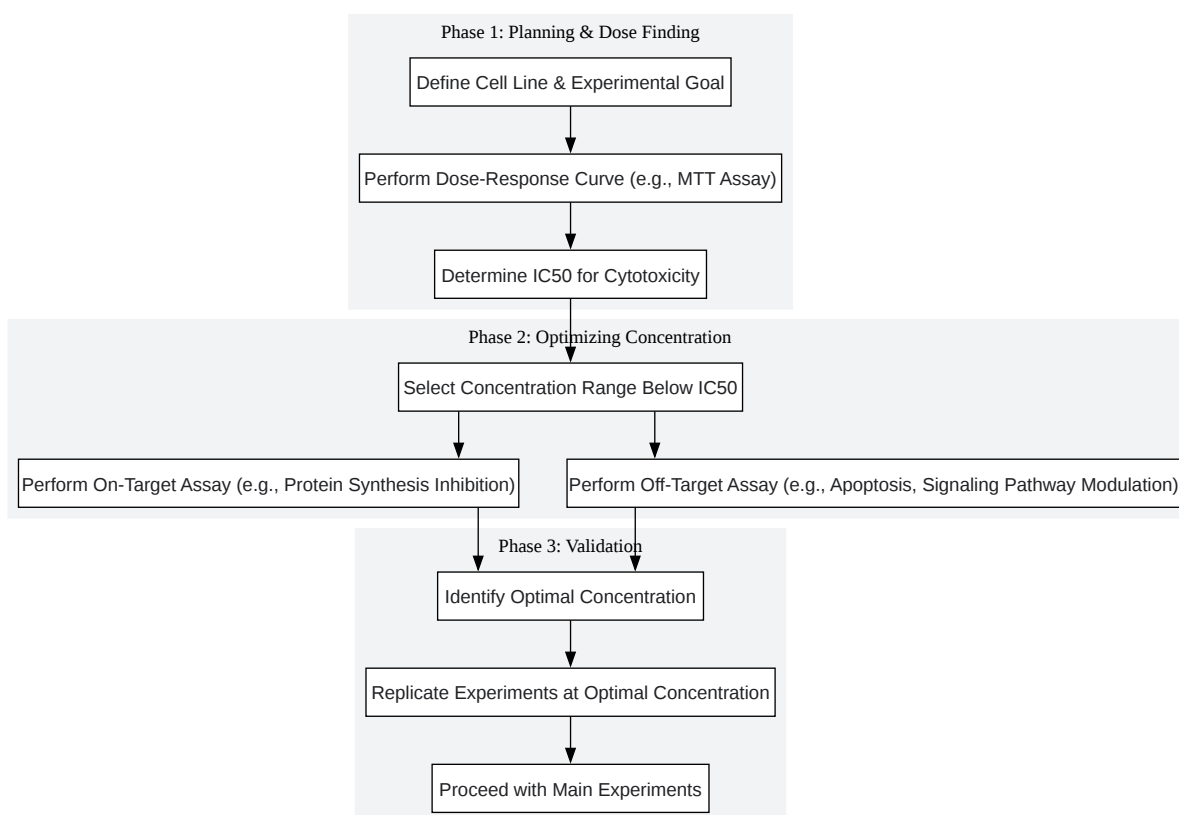 Phase 1: Planning & Dose Finding
Define Cell Line & Experimental Goal
Perform Dose-Response Curve (e.g., MTT Assay)
Determine IC50 for Cytotoxicity
Phase 2: Optimizing Concentration
Select Concentration Range Below IC50
Perform On-Target Assay (e.g., Protein Synthesis Inhibition)
Perform Off-Target Assay (e.g., Apoptosis, Signaling Pathway Modulation)
Phase 3: Validation
Identify Optimal Concentration
Replicate Experiments at Optimal Concentration
Proceed with Main Experiments